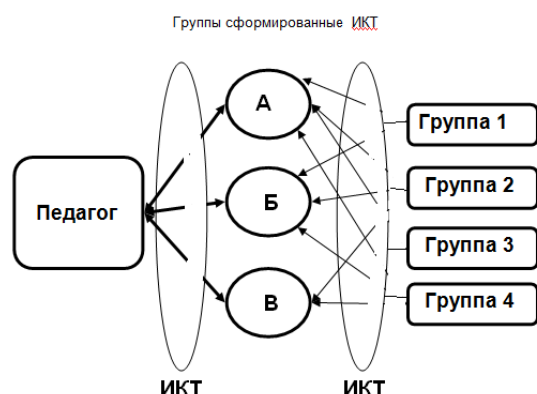 Группы сформированные ИКТ
А
Группа 1
Педагог
Б
Группа 2
Группа 3
В
Группа 4
ИКТ
ИКТ